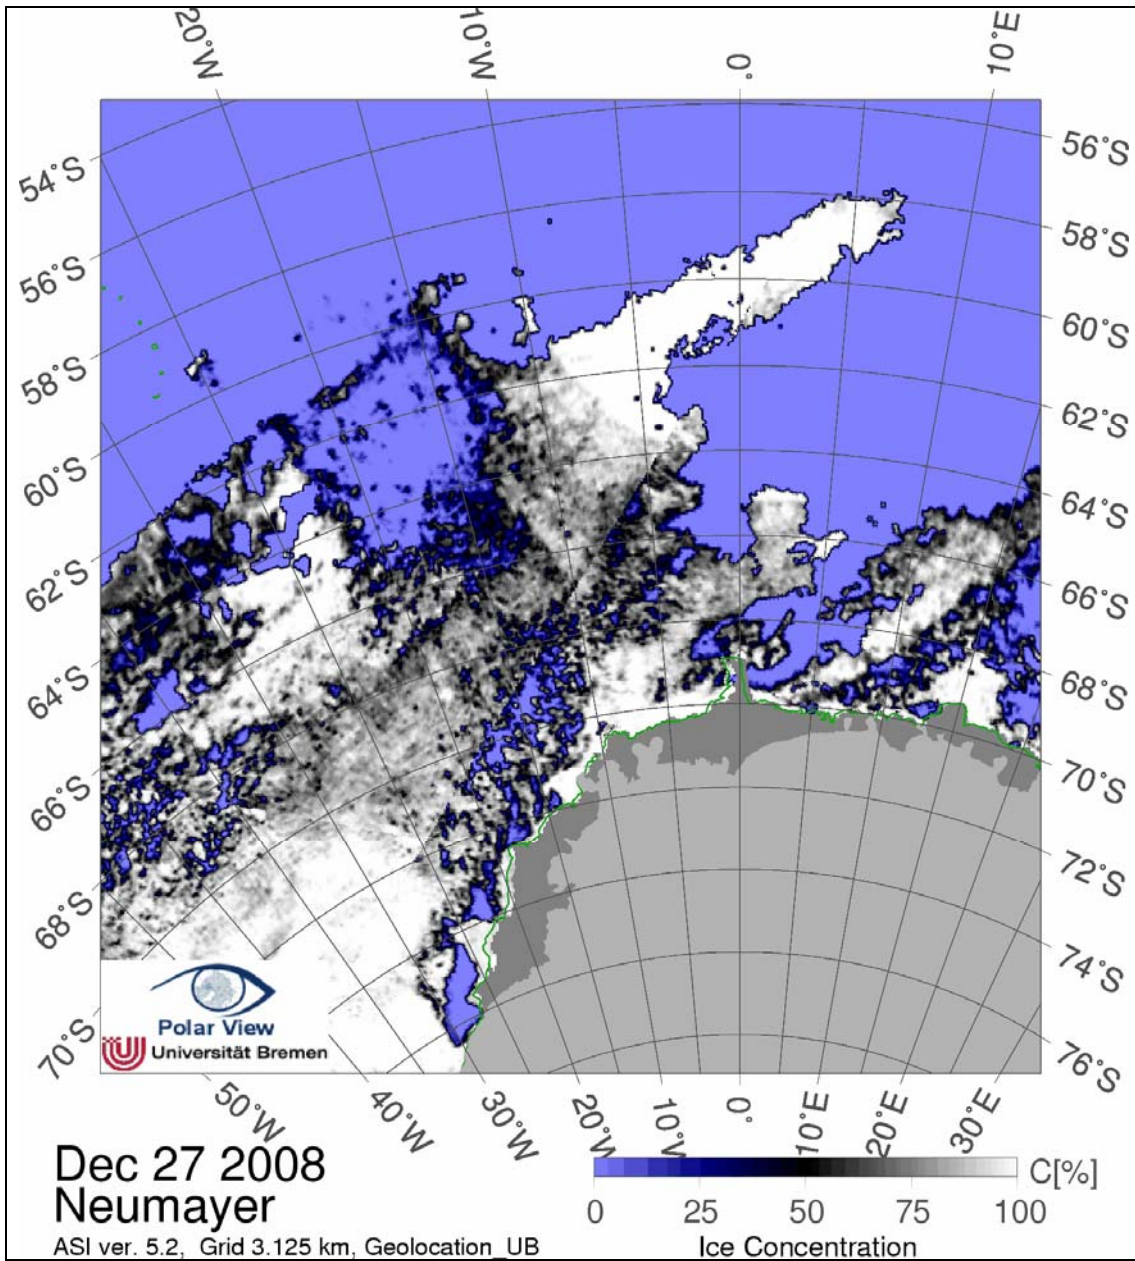 20°W
10°W
0°
10°E
54°S
56°S
58°S
60°S
62°S
64°S
66°S
68°S
70°S
56°S
58°S
60°S
62°S
64°S
66°S
68°S
70°S
72°S
74°S
76°S
Polar View
Universität Bremen
50°W
40°W
30°W
20°W
10°W
0°
10°E
20°E
30°E
Dec 27 2008
Neumayer
ASI ver. 5.2, Grid 3.125 km, Geolocation_UB
C[%]
0 25 50 75 100
Ice Concentration